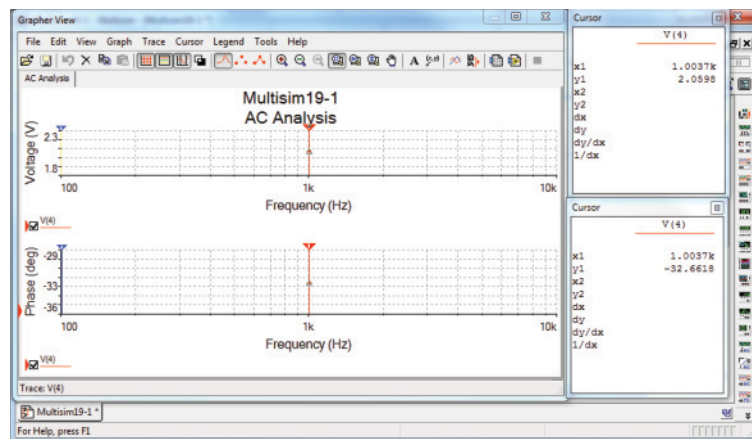 Grapher View
File Edit View Graph Trace Cursor Legend Tools Help
AC Analysis
Multisim19-1
AC Analysis
Voltage (V)
2.3
1.8
100 1k 10k
Frequency (Hz)
V(4)
Phase (deg)
-29
-33
-36
100 1k 10k
Frequency (Hz)
V(4)
Trace: V(4)
Multisim19-1 *
For Help, press F1
Cursor
V(4)
x1 1.0037k
y1 2.0598
x2
y2
dx
dy
dy/dx
1/dx
Cursor
V(4)
x1 1.0037k
y1 -32.6618
x2
y2
dx
dy
dy/dx
1/dx